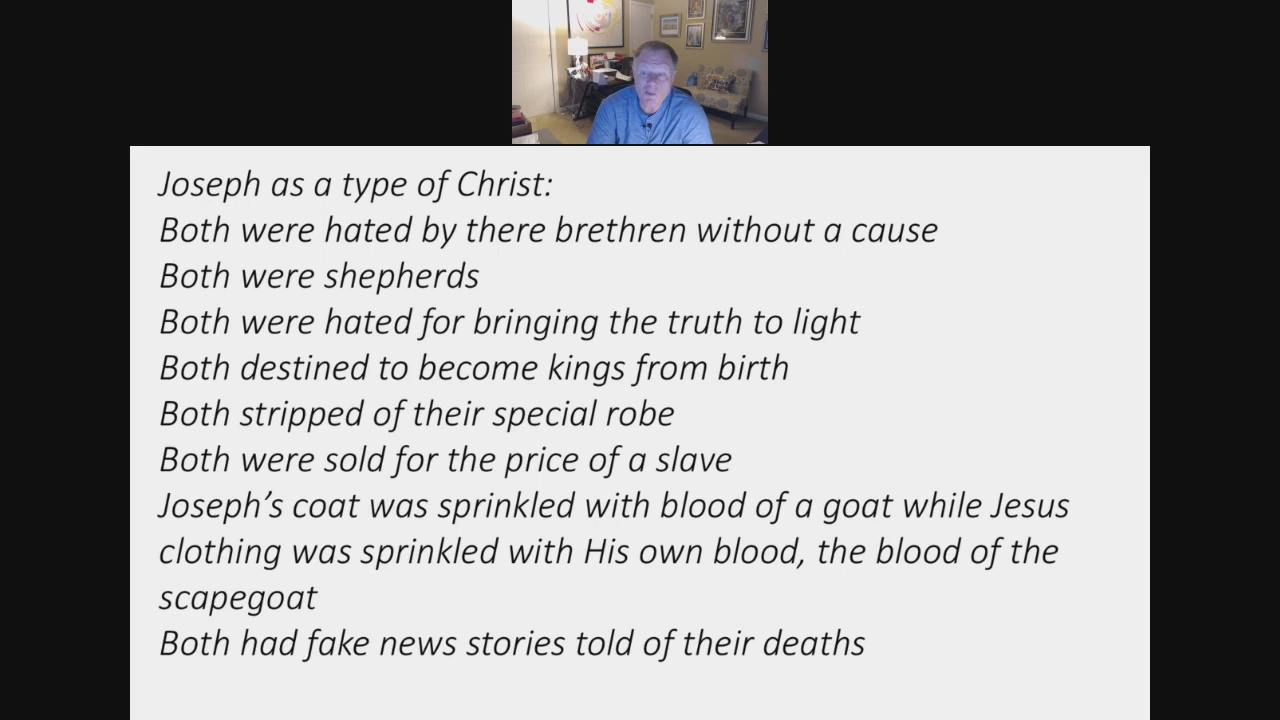 Joseph as a type of Christ:
Both were hated by there brethren without a cause
Both were shepherds
Both were hated for bringing the truth to light
Both destined to become kings from birth
Both stripped of their special robe
Both were sold for the price of a slave
Joseph’s coat was sprinkled with blood of a goat while Jesus
clothing was sprinkled with His own blood, the blood of the
scapegoat
Both had fake news stories told of their deaths